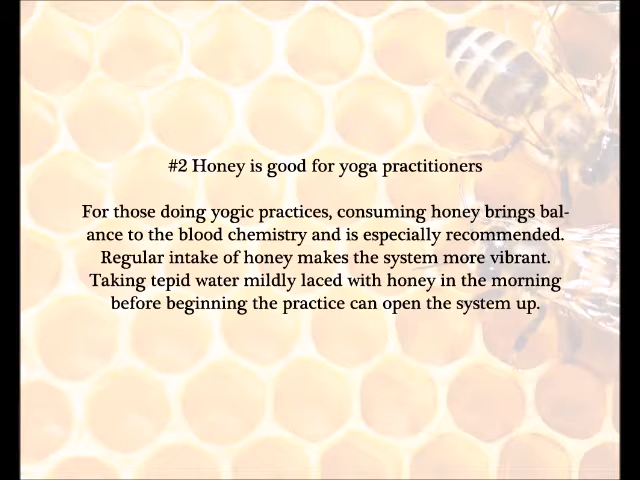 #2 Honey is good for yoga practitioners
For those doing yogic practices, consuming honey brings bal-
ance to the blood chemistry and is especially recommended.
Regular intake of honey makes the system more vibrant.
Taking tepid water mildly laced with honey in the morning
before beginning the practice can open the system up.